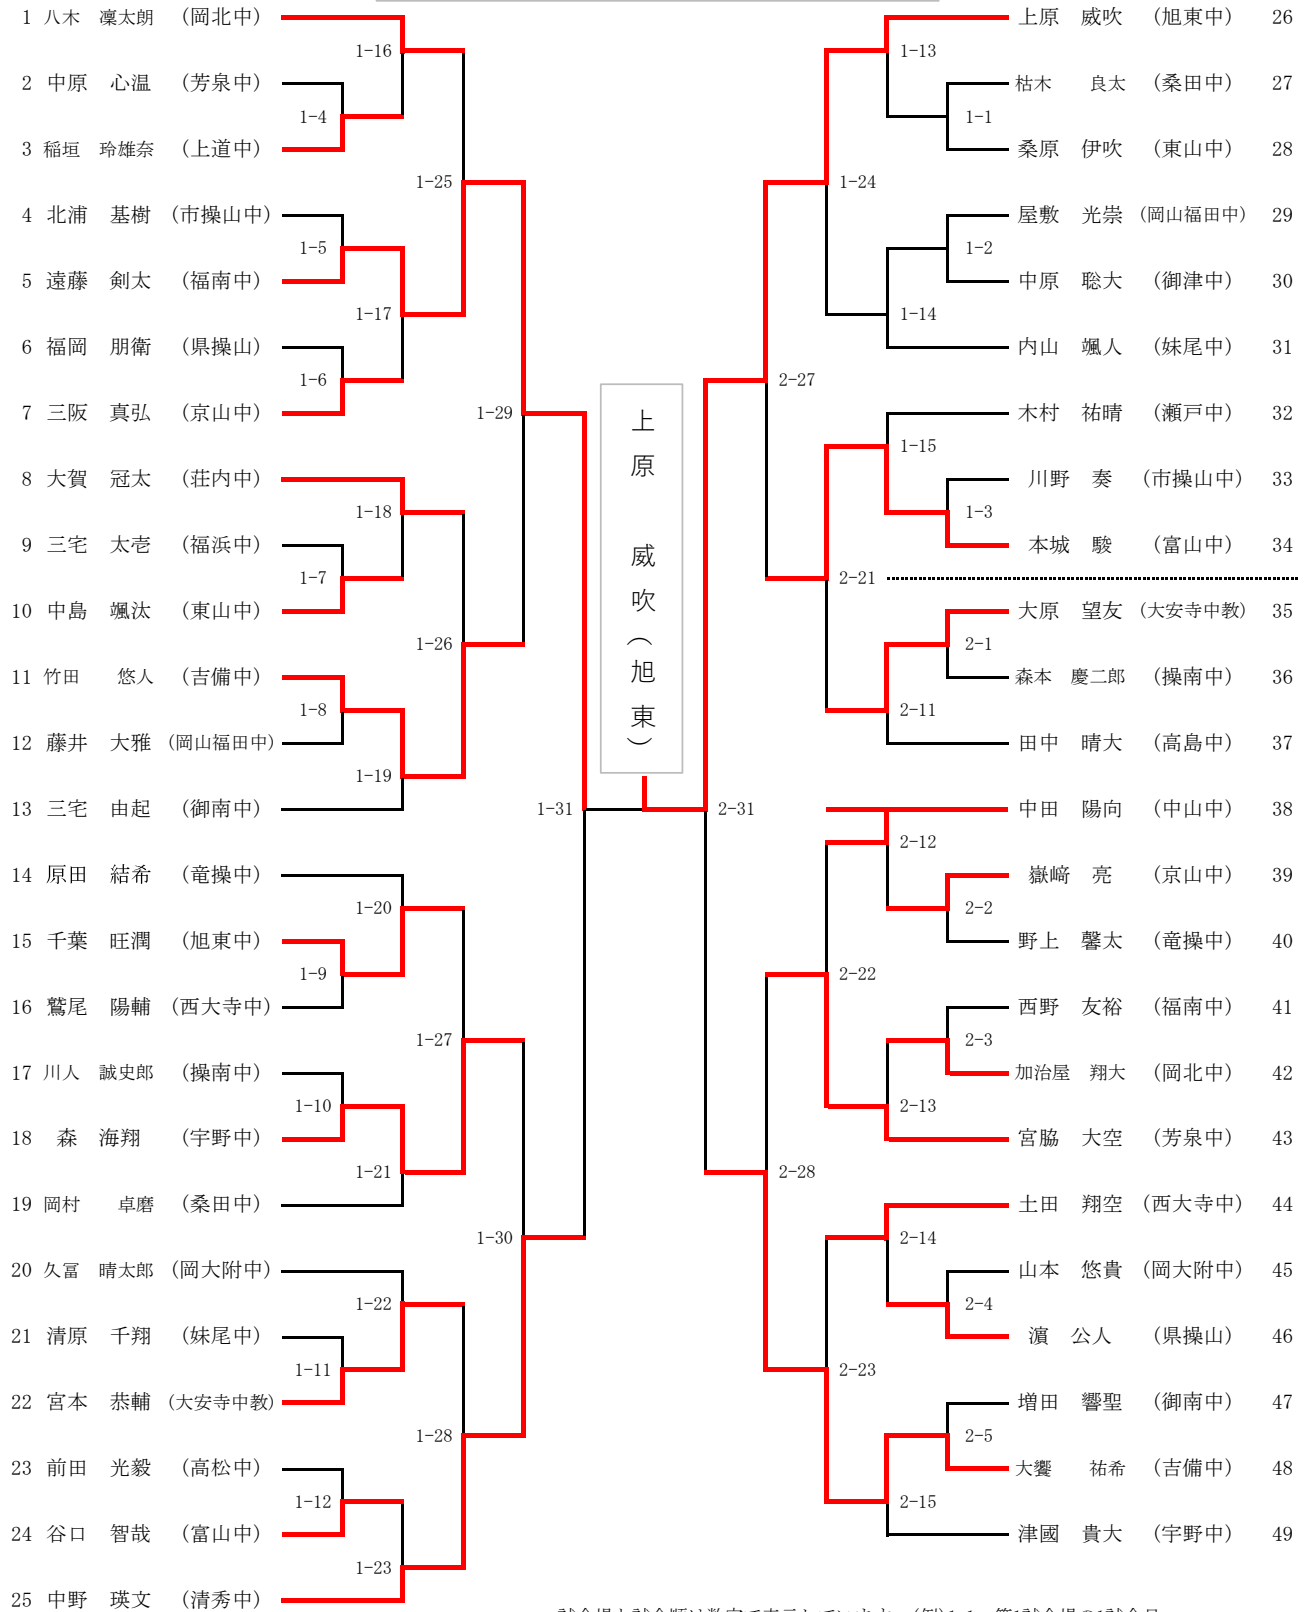 1 八木 凜太朗 (岡北中)
2 中原 心温 (芳泉中)
3 稲垣 玲雄奈 (上道中)
4 北浦 基樹 (市操山中)
5 遠藤 剣太 (福南中)
6 福岡 朋衛 (県操山)
7 三阪 真弘 (京山中)
8 大賀 冠太 (荘内中)
9 三宅 太壱 (福浜中)
10 中島 颯汰 (東山中)
11 竹田 悠人 (吉備中)
12 藤井 大雅 (岡山福田中)
13 三宅 由起 (御南中)
14 原田 結希 (竜操中)
15 千葉 旺潤 (旭東中)
16 鷲尾 陽輔 (西大寺中)
17 川人 誠史郎 (操南中)
18 森 海翔 (宇野中)
19 岡村 卓磨 (桑田中)
20 久冨 晴太郎 (岡大附中)
21 清原 千翔 (妹尾中)
22 宮本 恭輔 (大安寺中教)
23 前田 光毅 (高松中)
24 谷口 智哉 (富山中)
25 中野 瑛文 (清秀中)
1-16
1-4
1-25
1-5
1-17
1-6
1-29
1-18
1-7
1-26
1-8
1-19
1-31
1-20
1-9
1-27
1-10
1-21
1-30
1-22
1-11
1-28
1-12
1-23
上原 威吹(旭東)
1-13
1-1
1-24
1-2
1-14
2-27
1-15
1-3
2-21
2-1
2-11
2-31
2-12
2-2
2-22
2-3
2-13
2-28
2-14
2-4
2-23
2-5
2-15
上原 威吹 (旭東中) 26
枯木 良太 (桑田中) 27
桑原 伊吹 (東山中) 28
屋敷 光崇 (岡山福田中) 29
中原 聡大 (御津中) 30
内山 颯人 (妹尾中) 31
木村 祐晴 (瀬戸中) 32
川野 奏 (市操山中) 33
本城 駿 (富山中) 34
大原 望友 (大安寺中教) 35
森本 慶二郎 (操南中) 36
田中 晴大 (高島中) 37
中田 陽向 (中山中) 38
嶽﨑 亮 (京山中) 39
野上 馨太 (竜操中) 40
西野 友裕 (福南中) 41
加治屋 翔大 (岡北中) 42
宮脇 大空 (芳泉中) 43
土田 翔空 (西大寺中) 44
山本 悠貴 (岡大附中) 45
濵 公人 (県操山) 46
増田 響聖 (御南中) 47
大饗 祐希 (吉備中) 48
津國 貴大 (宇野中) 49